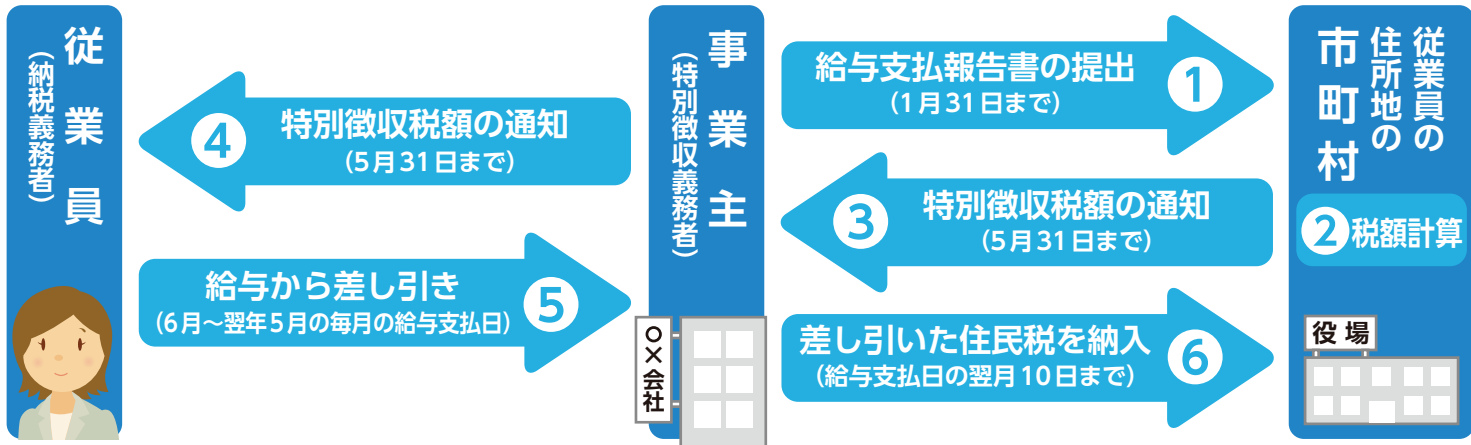 従業員
（納税義務者）
事業主
（特別徴収義務者）
〇×会社
従業員の
住所地の
市町村
給与支払報告書の提出
（1月31日まで）
1
2 税額計算
特別徴収税額の通知
（5月31日まで）
3
4
特別徴収税額の通知
（5月31日まで）
給与から差し引き
（6月～翌年5月の毎月の給与支払日）
5
差し引いた住民税を納入
（給与支払日の翌月10日まで）
6
役場